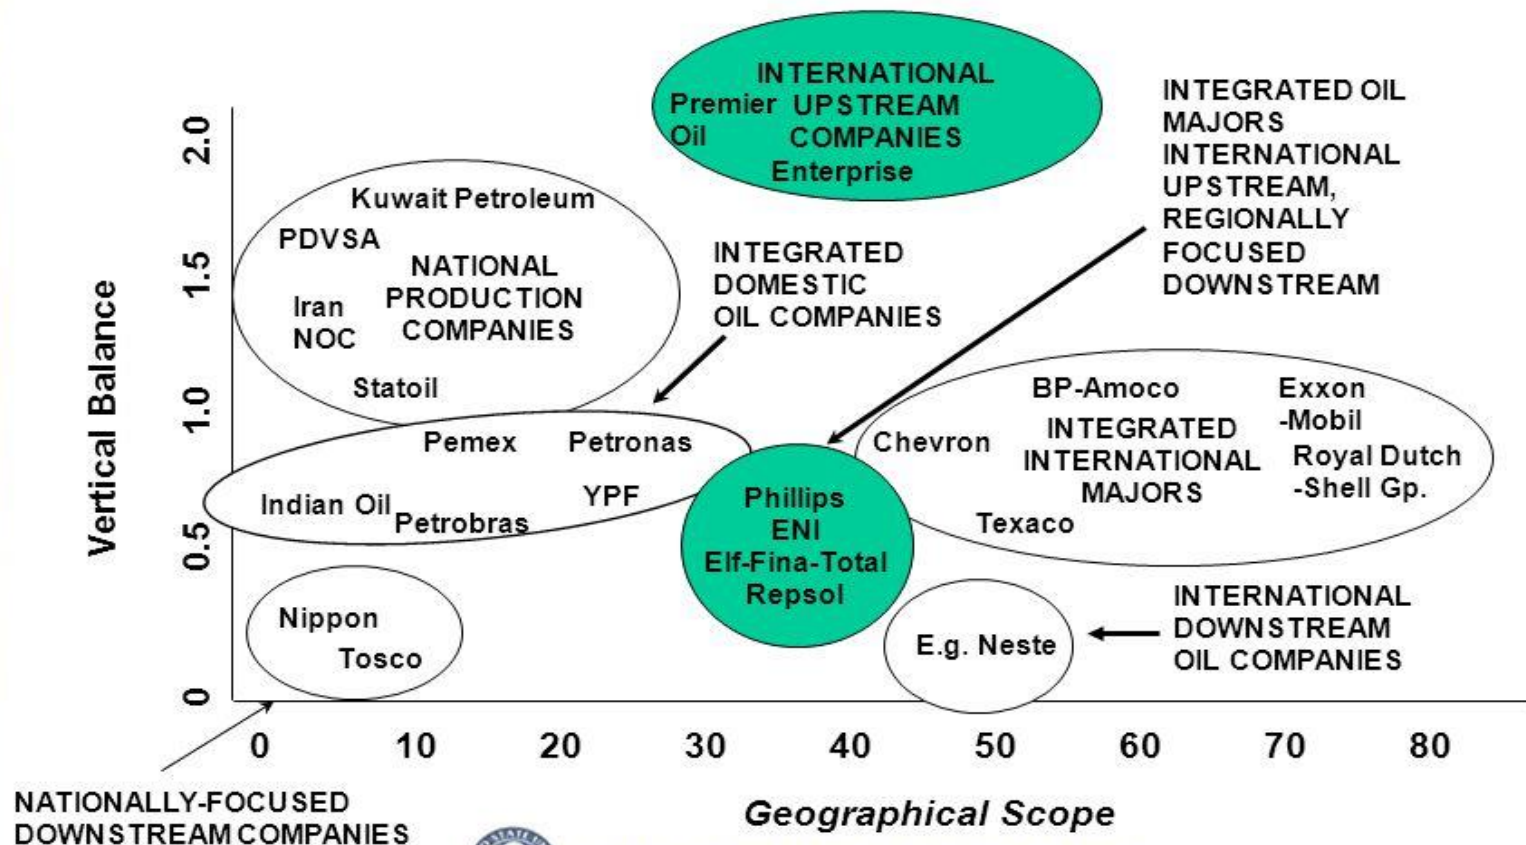 INTERNATIONAL
UPSTREAM
COMPANIES
Premier
Oil
Enterprise
INTEGRATED OIL
MAJORS
INTERNATIONAL
UPSTREAM,
REGIONALLY
FOCUSED
DOWNSTREAM
Vertical Balance
2.0
1.5
1.0
0.5
0
Kuwait Petroleum
PDVSA
NATIONAL
PRODUCTION
COMPANIES
Iran
NOC
Statoil
INTEGRATED
DOMESTIC
OIL COMPANIES
Pemex
Petronas
Indian Oil
Petrobras
YPF
Phillips
ENI
Elf-Fina-Total
Repsol
BP-Amoco
Exxon
-Mobil
Chevron
INTEGRATED
INTERNATIONAL
MAJORS
Royal Dutch
-Shell Gp.
Texaco
Nippon
Tosco
E.g. Neste
INTERNATIONAL
DOWNSTREAM
OIL COMPANIES
0 10 20 30 40 50 60 70 80
Geographical Scope
NATIONALLY-FOCUSED
DOWNSTREAM COMPANIES